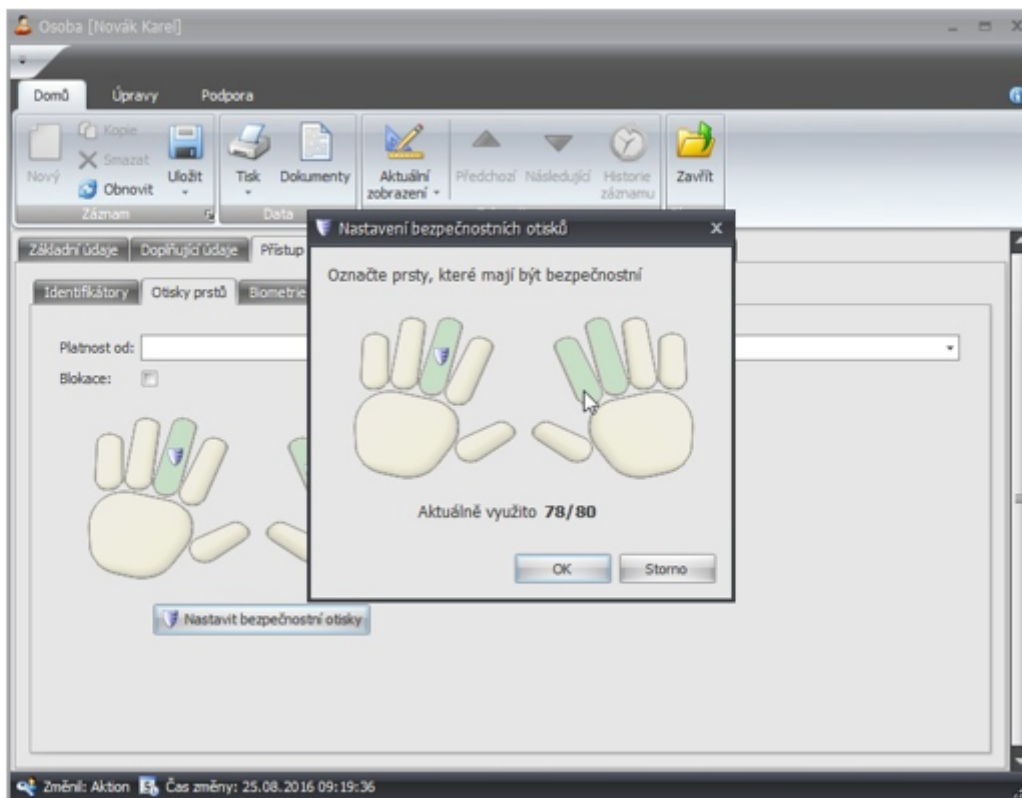 Osoba [Novák Karel]
Domů Úpravy Podpora
Nový
Kopie
Smazat
Obnovit
Uložit
Tisk
Dokumenty
Aktuální
zobrazení
Předchozí
Následující
Historie
záznamu
Zavřít
Záznam
Data
Základní údaje Doplňující údaje Přístup
Identifikátory Otisky prstů Biometrie
Platnost od:
Blokace:
Nastavit bezpečnostní otisky
Nastavení bezpečnostních otisků
Označte prsty, které mají být bezpečnostní
Aktuálně využito 78/80
OK Storno
Změnil: Aktion Čas změny: 25.08.2016 09:19:36